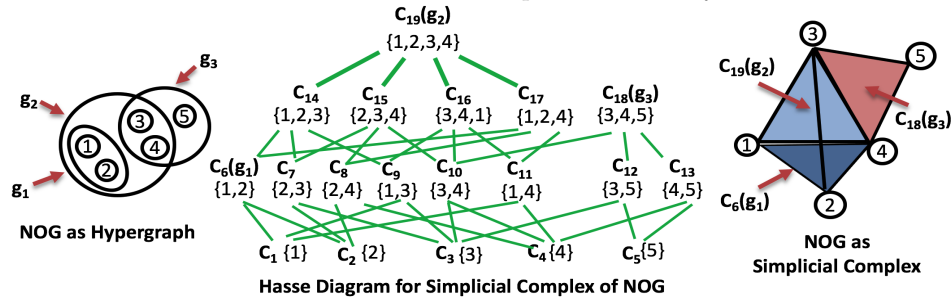 g₂
g₃
g₁
③
⑤
①
④
②
NOG as Hypergraph
C₁₉(g₂)
{1,2,3,4}
C₁₄ C₁₅ C₁₆ C₁₇ C₁₈(g₃)
{1,2,3} {2,3,4} {3,4,1} {1,2,4} {3,4,5}
C₆(g₁) C₇ C₈ C₉ C₁₀ C₁₁ C₁₂ C₁₃
{1,2} {2,3} {2,4} {1,3} {3,4} {1,4} {3,5} {4,5}
C₁ {1} C₂ {2} C₃ {3} C₄ {4} C₅ {5}
Hasse Diagram for Simplicial Complex of NOG
③
⑤
C₁₉(g₂)
C₁₈(g₃)
①
④
C₆(g₁)
②
NOG as
Simplicial Complex